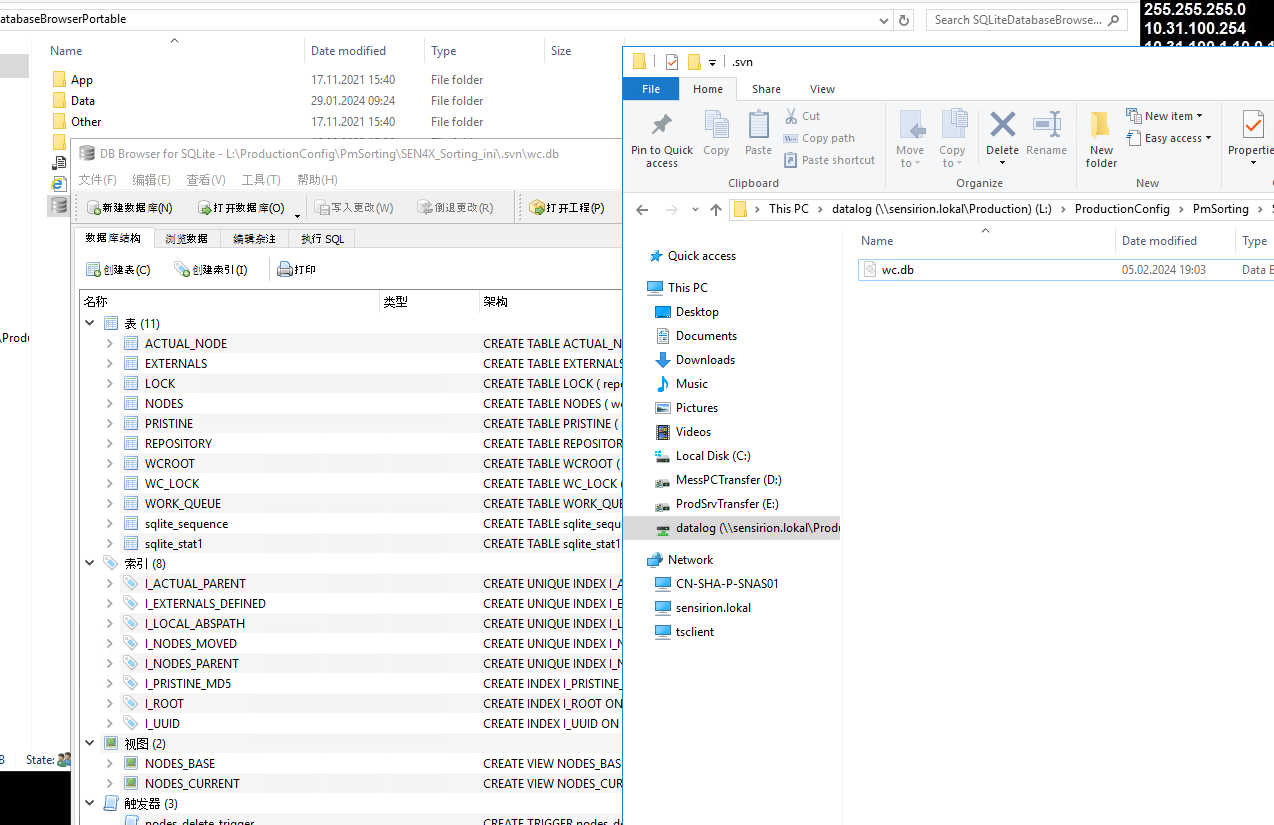 atabaseBrowserPortable
Search SQLiteDatabaseBrowse...
255.255.255.0
10.31.100.254
Name
Date modified
Type
Size
App
17.11.2021 15:40
File folder
Data
29.01.2024 09:24
File folder
Other
17.11.2021 15:40
File folder
DB Browser for SQLite - L:\ProductionConfig\PmSorting\SEN4X_Sorting_ini\.svn\wc.db
文件(F)
编辑(E)
查看(V)
工具(T)
帮助(H)
新建数据库(N)
打开数据库(O)
写入更改(W)
倒退更改(R)
打开工程(P)
数据库结构
浏览数据
编辑杂注
执行 SQL
创建表(C)
创建索引(I)
打印
名称
类型
架构
表 (11)
ACTUAL_NODE
CREATE TABLE ACTUAL_N
EXTERNALS
CREATE TABLE EXTERNALS
LOCK
CREATE TABLE LOCK ( repo
NODES
CREATE TABLE NODES ( wc
PRISTINE
CREATE TABLE PRISTINE (
REPOSITORY
CREATE TABLE REPOSITOR
WCROOT
CREATE TABLE WCROOT (
WC_LOCK
CREATE TABLE WC_LOCK (
WORK_QUEUE
CREATE TABLE WORK_QUE
sqlite_sequence
CREATE TABLE sqlite_sequ
sqlite_stat1
CREATE TABLE sqlite_stat1
索引 (8)
I_ACTUAL_PARENT
CREATE UNIQUE INDEX I_A
I_EXTERNALS_DEFINED
CREATE UNIQUE INDEX I_E
I_LOCAL_ABSPATH
CREATE UNIQUE INDEX I_L
I_NODES_MOVED
CREATE UNIQUE INDEX I_N
I_NODES_PARENT
CREATE UNIQUE INDEX I_N
I_PRISTINE_MD5
CREATE INDEX I_PRISTINE_
I_ROOT
CREATE INDEX I_ROOT ON
I_UUID
CREATE INDEX I_UUID ON
视图 (2)
NODES_BASE
CREATE VIEW NODES_BAS
NODES_CURRENT
CREATE VIEW NODES_CUR
触发器 (3)
nodes_delete_trigger
CREATE TRIGGER nodes_de
\Produ
B
State:
.svn
File
Home
Share
View
Pin to Quick access
Copy
Paste
Cut
Copy path
Paste shortcut
Clipboard
Move to
Copy to
Delete
Rename
Organize
New folder
New item
Easy access
New
Propertie
This PC
datalog (\\sensirion.lokal\Production) (L:)
ProductionConfig
PmSorting
Quick access
This PC
Desktop
Documents
Downloads
Music
Pictures
Videos
Local Disk (C:)
MessPCTransfer (D:)
ProdSrvTransfer (E:)
datalog (\\sensirion.lokal\Produ
Network
CN-SHA-P-SNAS01
sensirion.lokal
tsclient
Name
Date modified
Type
wc.db
05.02.2024 19:03
Data B